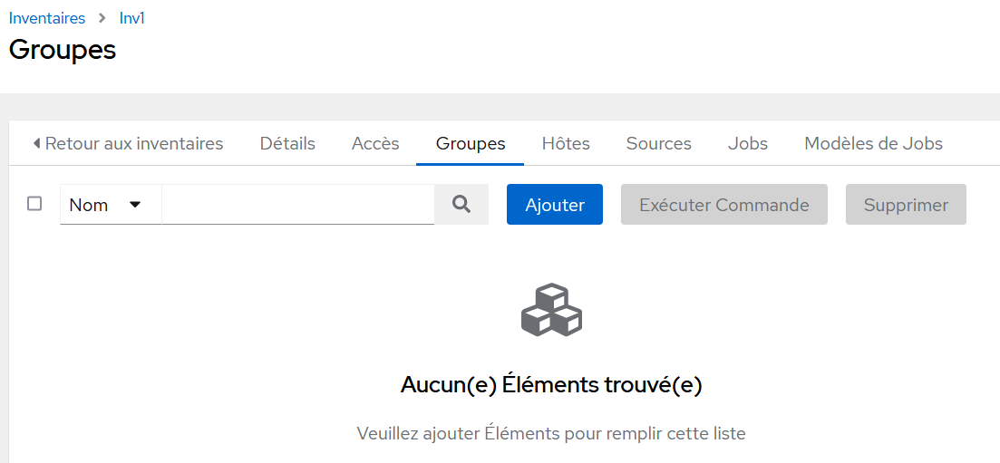 Inventaires > Inv1
Groupes
Retour aux inventaires Détails Accès Groupes Hôtes Sources Jobs Modèles de Jobs
Nom Ajouter Exécuter Commande Supprimer
Aucun(e) Éléments trouvé(e)
Veuillez ajouter Éléments pour remplir cette liste